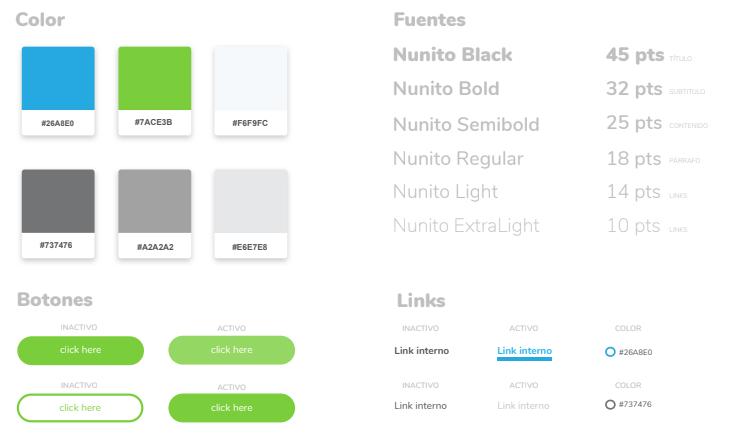 Color
#26A8E0
#7ACE3B
#F6F9FC
#737476
#A2A2A2
#E6E7E8
Fuentes
Nunito Black 45 pts TÍTULO
Nunito Bold 32 pts SUBTITULO
Nunito Semibold 25 pts CONTENIDO
Nunito Regular 18 pts PÁRRAFO
Nunito Light 14 pts LINKS
Nunito ExtraLight 10 pts LINKS
Botones
INACTIVO ACTIVO
click here click here
INACTIVO ACTIVO
click here click here
Links
INACTIVO ACTIVO COLOR
Link interno Link interno #26A8E0
INACTIVO ACTIVO COLOR
Link interno Link interno #737476